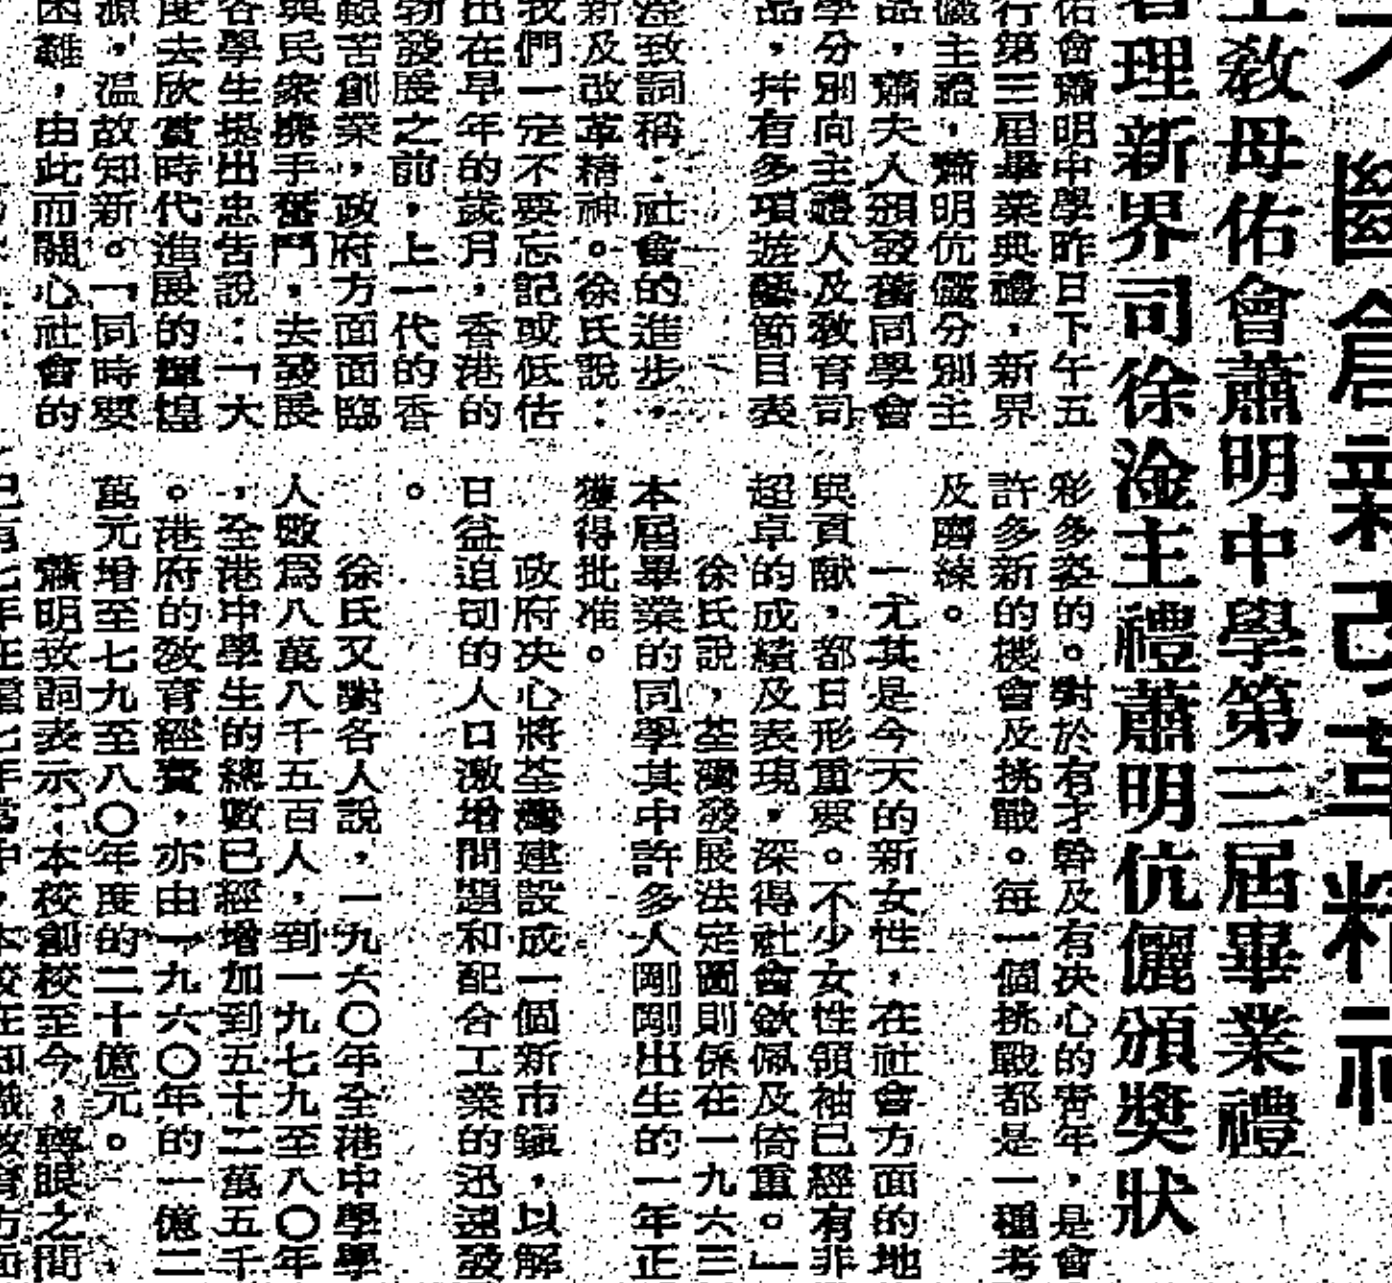 創新改革精神
母佑會蕭明中學第三屆畢業禮
署理新界司徐淦主禮蕭明伉儷頒獎狀
佑會蕭明中學昨日下午五
行第三屆畢業典禮，新界
儷主禮，蕭明伉儷分別主
品，蕭夫人頒發舊同學會
學分別向主禮人及敎育司
品，并有多項遊藝節目表
淦致詞稱：社會的進步，
新及改革精神。徐氏說：
我們一定不要忘記或低估
出在早年的歲月，香港的
勃發展之前，上一代的香
艱苦創業，政府方面面臨
與民衆携手奮鬥，去發展
各學生提出忠告說：「大
度去欣賞時代進展的輝煌
源，温故知新。「同時要
困難，由此而關心社會的
彩多姿的。對於有才幹及有決心的靑年，是會
許多新的機會及挑戰。每一個挑戰都是一種考
及磨練。
「尤其是今天的新女性，在社會方面的地
與貢獻，都日形重要。不少女性領袖已經有非
超卓的成績及表現，深得社會欽佩及倚重。」
徐氏說，荃灣發展法定圖則係在一九六三
本屆畢業的同學其中許多人剛剛出生的一年正
獲得批准。
政府決心將荃灣建設成一個新市鎭，以解
日益迫切的人口激增問題和配合工業的迅速發
。
徐氏又對各人說，一九六〇年全港中學學
人數爲八萬八千五百人，到一九七九至八〇年
，全港中學生的總數已經增加到五十二萬五千
。港府的敎育經費，亦由一九六〇年的一億二
萬元增至七九至八〇年度的二十億元。
蕭明致詞表示：本校創校至今，轉眼之間